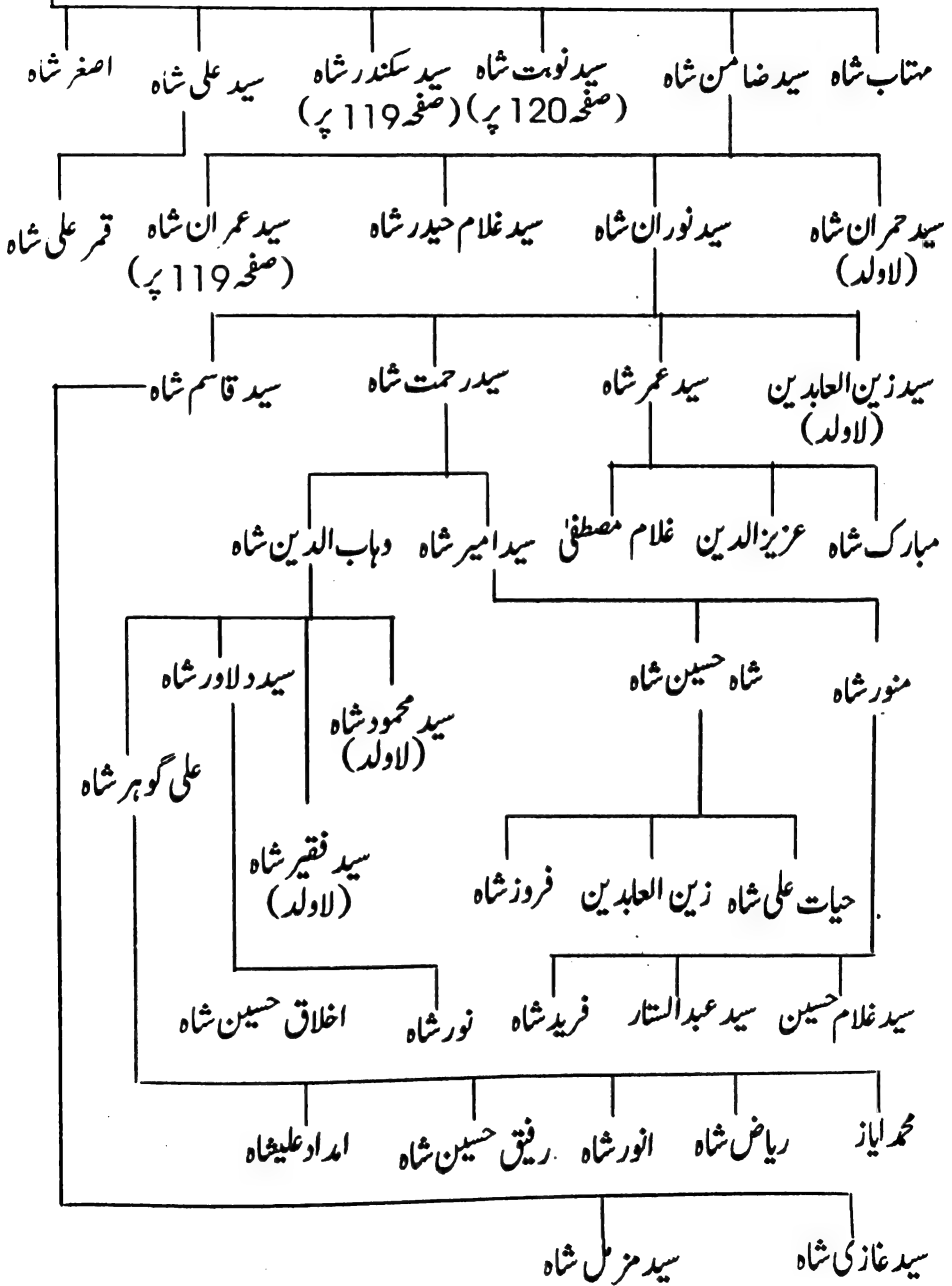 مہتاب شاہ سید ضامن شاہ سید نوبت شاہ سید سکندر شاہ سید علی شاہ اصغر شاہ
(صفحہ 120 پر) (صفحہ 119 پر)
سید حمران شاہ سید نوران شاہ سید غلام حیدر شاہ سید عمران شاہ قمر علی شاہ
(لاولد) (صفحہ 119 پر)
سید زین العابدین سید عمر شاہ سید رحمت شاہ سید قاسم شاہ
(لاولد)
مبارک شاہ عزیز الدین غلام مصطفیٰ سید امیر شاہ وہاب الدین شاہ
منور شاہ شاہ حسین شاہ سید دلاور شاہ
سید محمود شاہ
(لاولد)
علی گوہر شاہ
سید فقیر شاہ
(لاولد)
حیات علی شاہ زین العابدین فروز شاہ
سید غلام حسین سید عبدالستار فرید شاہ نور شاہ اخلاق حسین شاہ
محمد ایاز ریاض شاہ انور شاہ رفیق حسین شاہ امداد علیشاہ
سید غازی شاہ سید مزمل شاہ